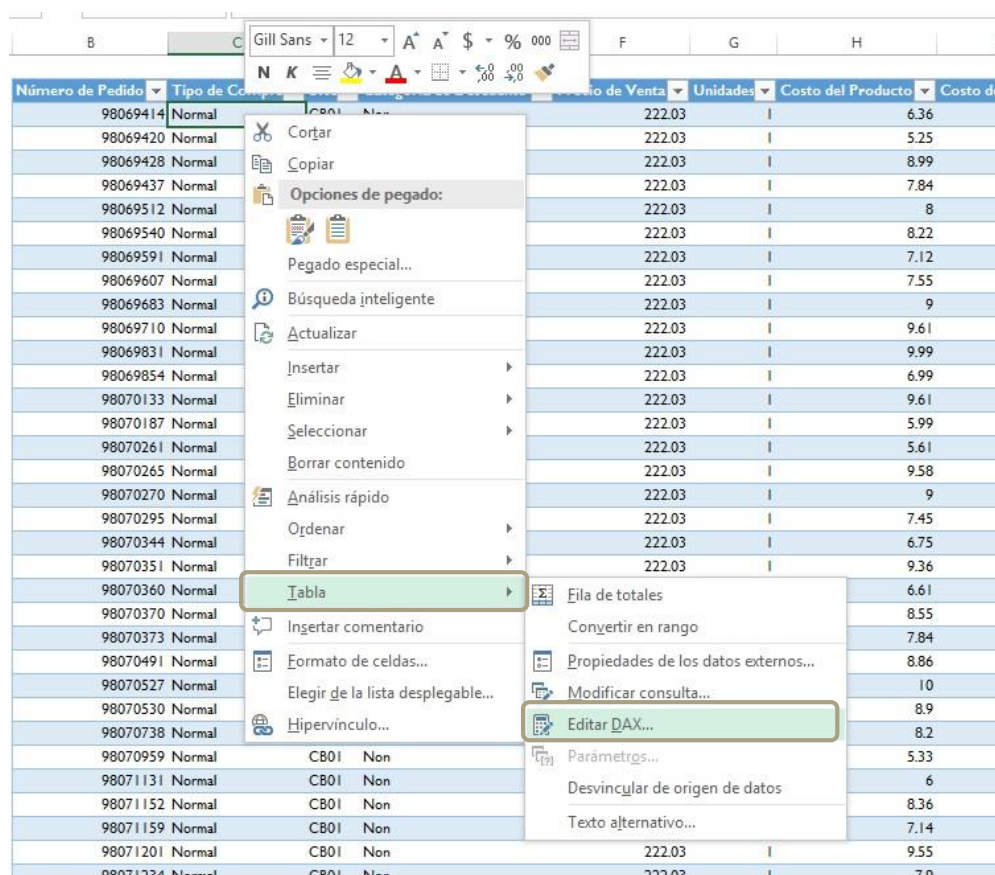 B C F G H
Gill Sans 12 A A $ % 000
N K A
Número de Pedido Tipo de Venta Unidades Costo del Producto
98069414 Normal CB01 Non 222.03 1 6.36
98069420 Normal 222.03 1 5.25
98069428 Normal 222.03 1 8.99
98069437 Normal 222.03 1 7.84
98069512 Normal 222.03 1 8
98069540 Normal 222.03 1 8.22
98069591 Normal 222.03 1 7.12
98069607 Normal 222.03 1 7.55
98069683 Normal 222.03 1 9
98069710 Normal 222.03 1 9.61
98069831 Normal 222.03 1 9.99
98069854 Normal 222.03 1 6.99
98070133 Normal 222.03 1 9.61
98070187 Normal 222.03 1 5.99
98070261 Normal 222.03 1 5.61
98070265 Normal 222.03 1 9.58
98070270 Normal 222.03 1 9
98070295 Normal 222.03 1 7.45
98070344 Normal 222.03 1 6.75
98070351 Normal 222.03 1 9.36
98070360 Normal 6.61
98070370 Normal 8.55
98070373 Normal 7.84
98070491 Normal 8.86
98070527 Normal 10
98070530 Normal 8.9
98070738 Normal 8.2
98070959 Normal CB01 Non 5.33
98071131 Normal CB01 Non 6
98071152 Normal CB01 Non 8.36
98071159 Normal CB01 Non 7.14
98071201 Normal CB01 Non 222.03 1 9.55
98071234 Normal CB01 Non 222.03 1 7.9
Cortar
Copiar
Opciones de pegado:
Pegado especial...
Búsqueda inteligente
Actualizar
Insertar
Eliminar
Seleccionar
Borrar contenido
Análisis rápido
Ordenar
Filtrar
Tabla
Insertar comentario
Formato de celdas...
Elegir de la lista desplegable...
Hipervínculo...
Fila de totales
Convertir en rango
Propiedades de los datos externos...
Modificar consulta...
Editar DAX...
Parámetros...
Desvincular de origen de datos
Texto alternativo...